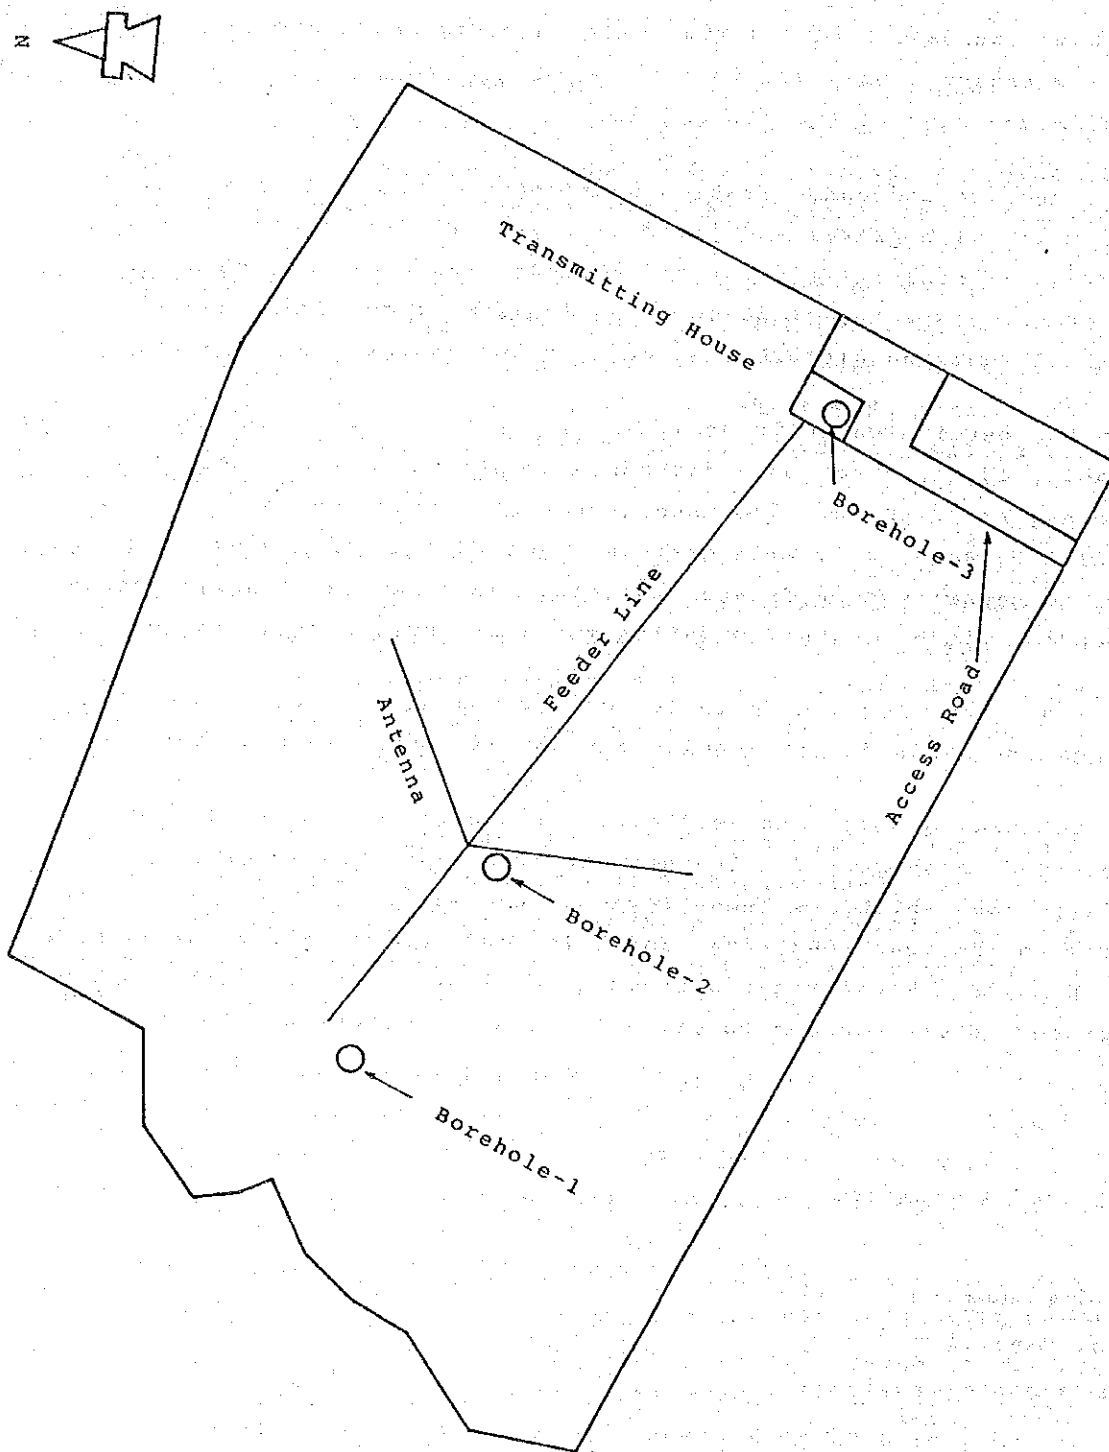 N
Transmitting House
Borehole-3
Feeder Line
Access Road
Antenna
Borehole-2
Borehole-1